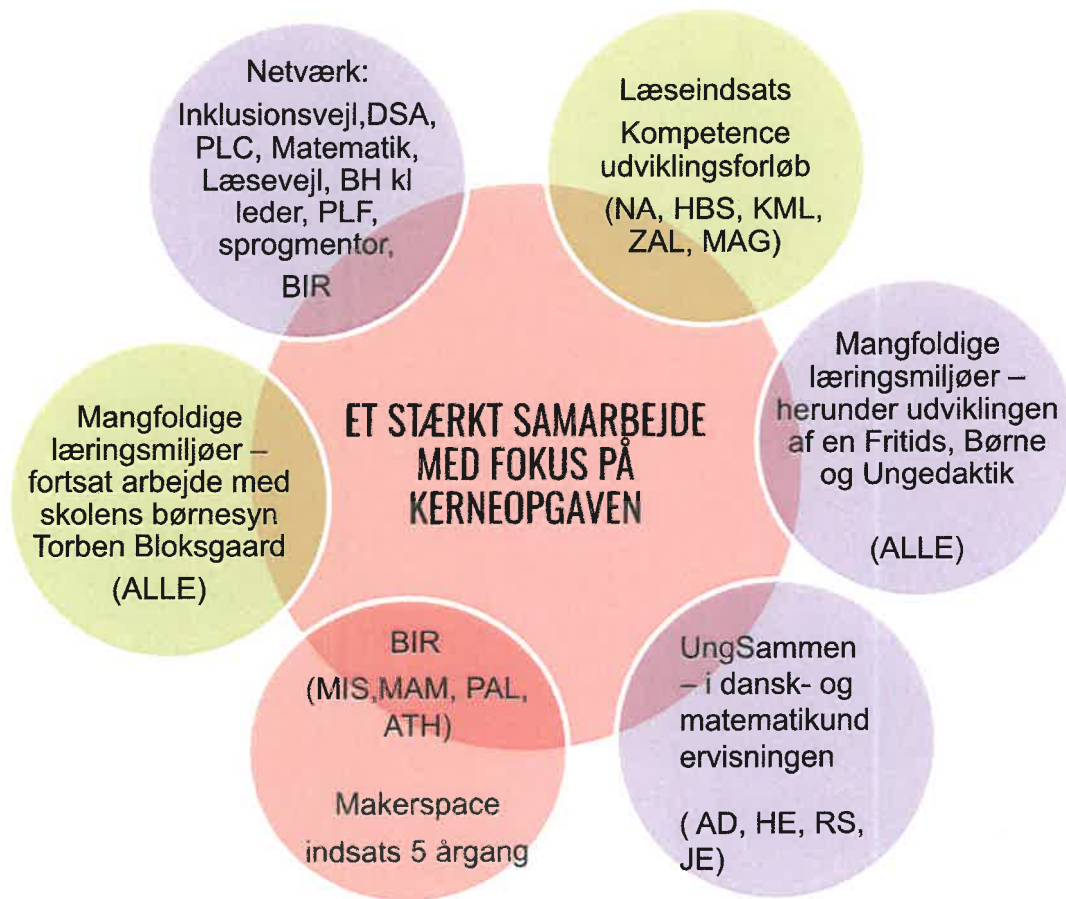 Netværk:
Inklusionsvejl,DSA,
PLC, Matematik,
Læsevejl, BH kl
leder, PLF,
sprogmentor,
BIR
Læseindsats
Kompetence
udviklingsforløb
(NA, HBS, KML,
ZAL, MAG)
Mangfoldige
læringsmiljøer –
herunder udviklingen
af en Fritids, Børne
og Ungedaktik
(ALLE)
ET STÆRKT SAMARBEJDE
MED FOKUS PÅ
KERNEOPGAVEN
Mangfoldige
læringsmiljøer –
fortsat arbejde med
skolens børnesyn
Torben Bloksgaard
(ALLE)
BIR
(MIS,MAM, PAL,
ATH)
Makerspace
indsats 5 årgang
UngSammen
– i dansk- og
matematikund
ervisningen
( AD, HE, RS,
JE)